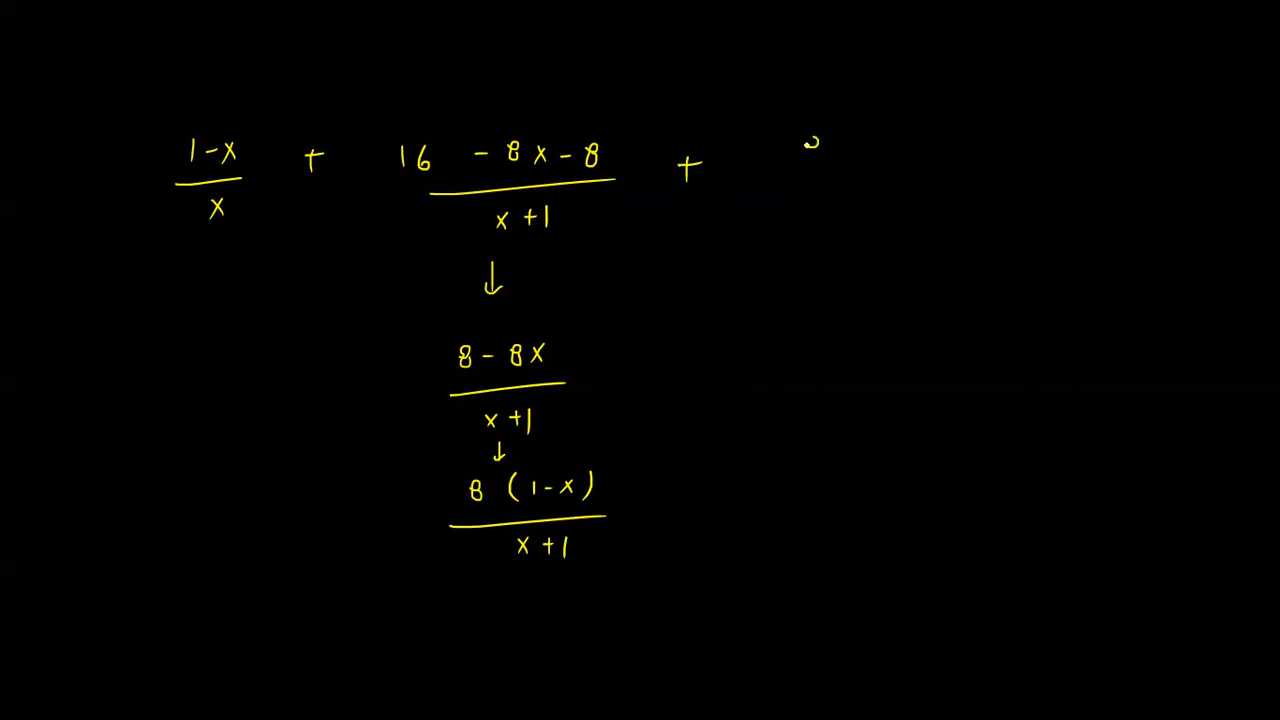 1-x + 16 - 8x - 8 +
x x+1
↓
8 - 8x
x+1
↓
8 (1-x)
x+1